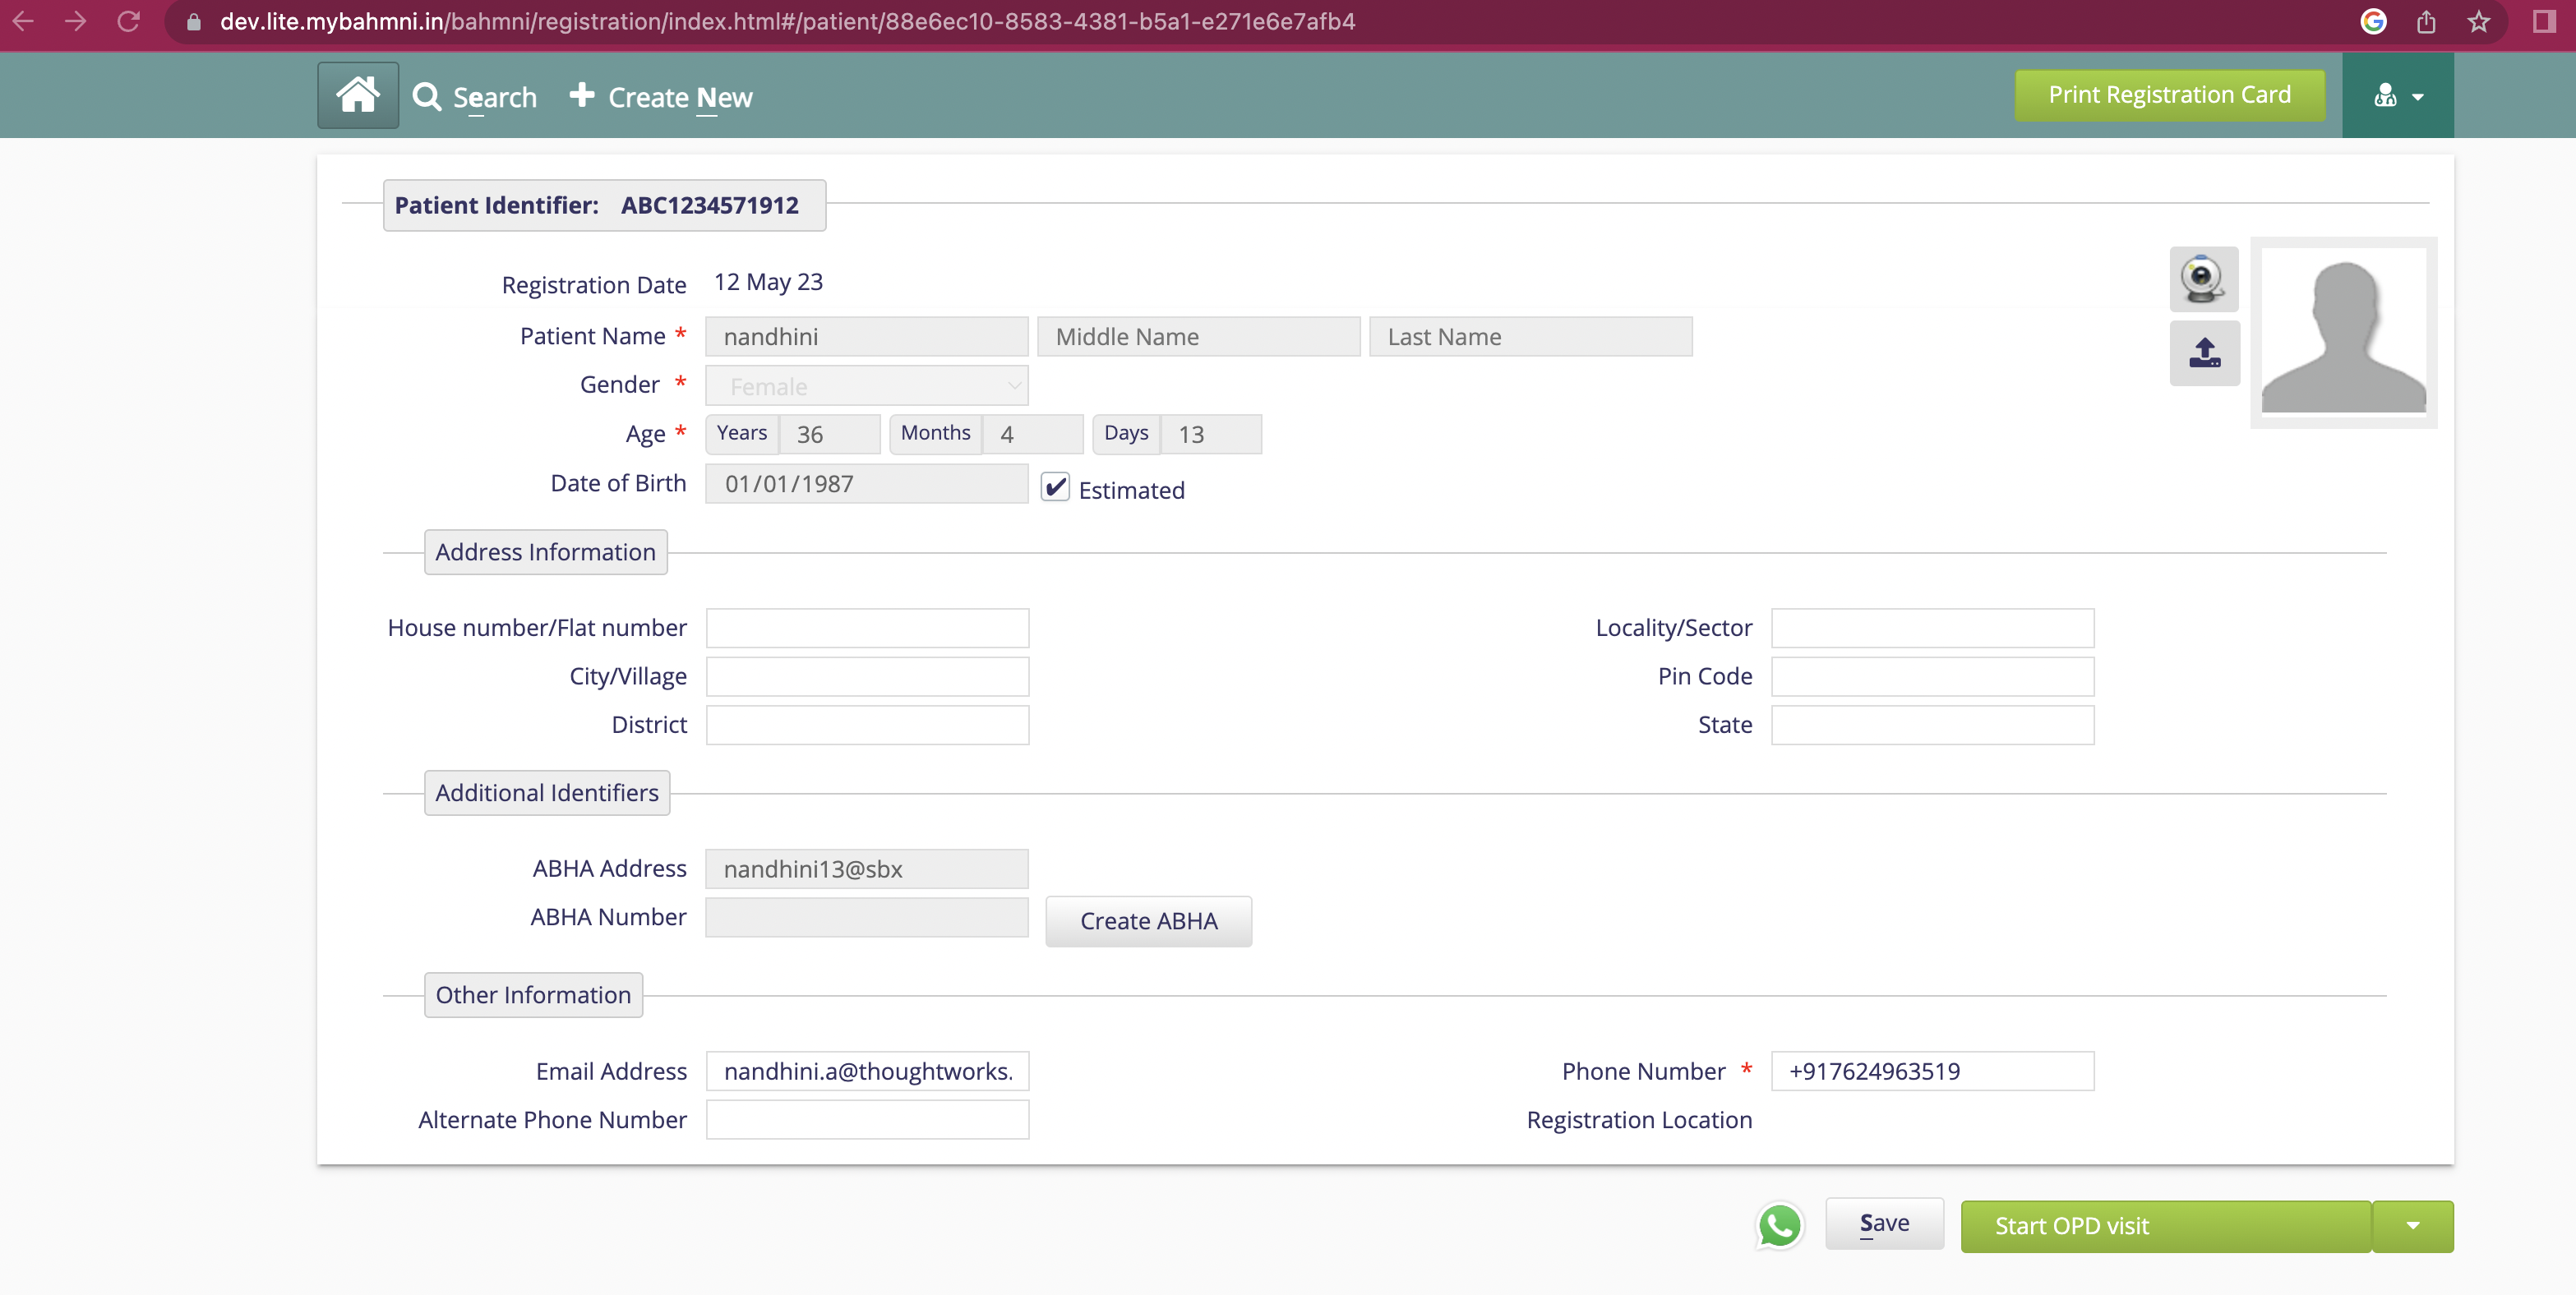 dev.lite.mybahmni.in/bahmni/registration/index.html#/patient/88e6ec10-8583-4381-b5a1-e271e6e7afb4
Search Create New Print Registration Card
Patient Identifier: ABC1234571912
Registration Date 12 May 23
Patient Name * nandhini Middle Name Last Name
Gender * Female
Age * Years 36 Months 4 Days 13
Date of Birth 01/01/1987 Estimated
Address Information
House number/Flat number Locality/Sector
City/Village Pin Code
District State
Additional Identifiers
ABHA Address nandhini13@sbx
ABHA Number Create ABHA
Other Information
Email Address nandhini.a@thoughtworks. Phone Number * +917624963519
Alternate Phone Number Registration Location
Save Start OPD visit